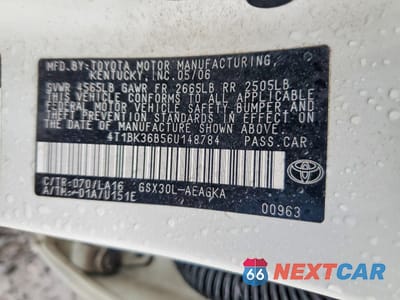 MFD.BY:TOYOTA MOTOR MANUFACTURING,
KENTUCKY, INC. 05/06
GVWR 4565LB GAWR FR 2665LB RR 2505LB
THIS VEHICLE CONFORMS TO ALL APPLICABLE
FEDERAL MOTOR VEHICLE SAFETY, BUMPER, AND
THEFT PREVENTION STANDARDS IN EFFECT ON
THE DATE OF MANUFACTURE SHOWN ABOVE.
4T1BK36B56U148784 PASS.CAR
C/TR:070/LA16 GSX30L-AEAGKA
A/TM:-01A/U151E
TOYOTA
00963
66 NEXTCAR